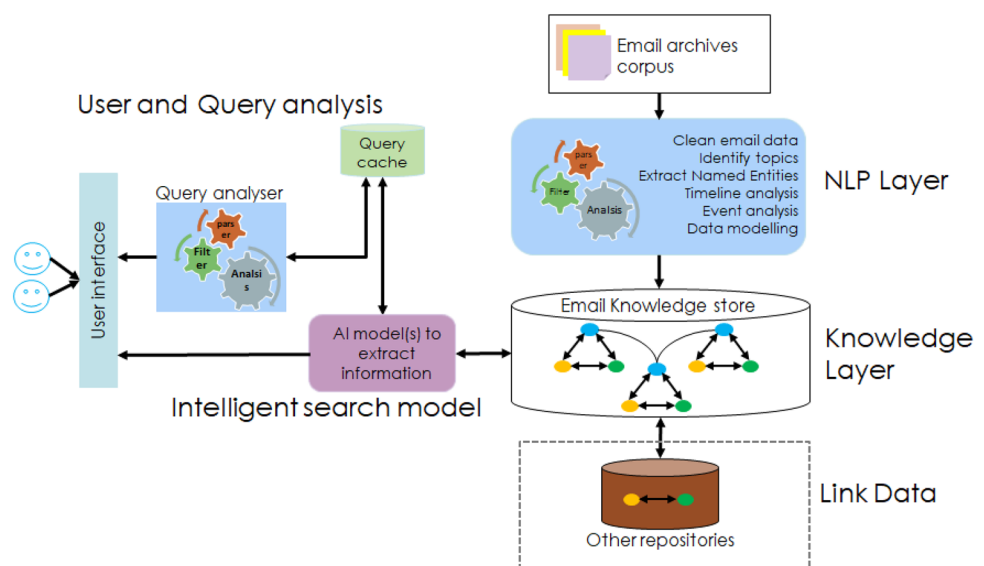 Email archives
corpus
User and Query analysis
Query
cache
Clean email data
Identify topics
Extract Named Entities
Timeline analysis
Event analysis
Data modelling
pars
er
Filter
Analsis
NLP Layer
Query analyser
pars
er
Filt
er
Analsi
s
User interface
Email Knowledge store
AI model(s) to
extract
information
Knowledge
Layer
Intelligent search model
Link Data
Other repositories